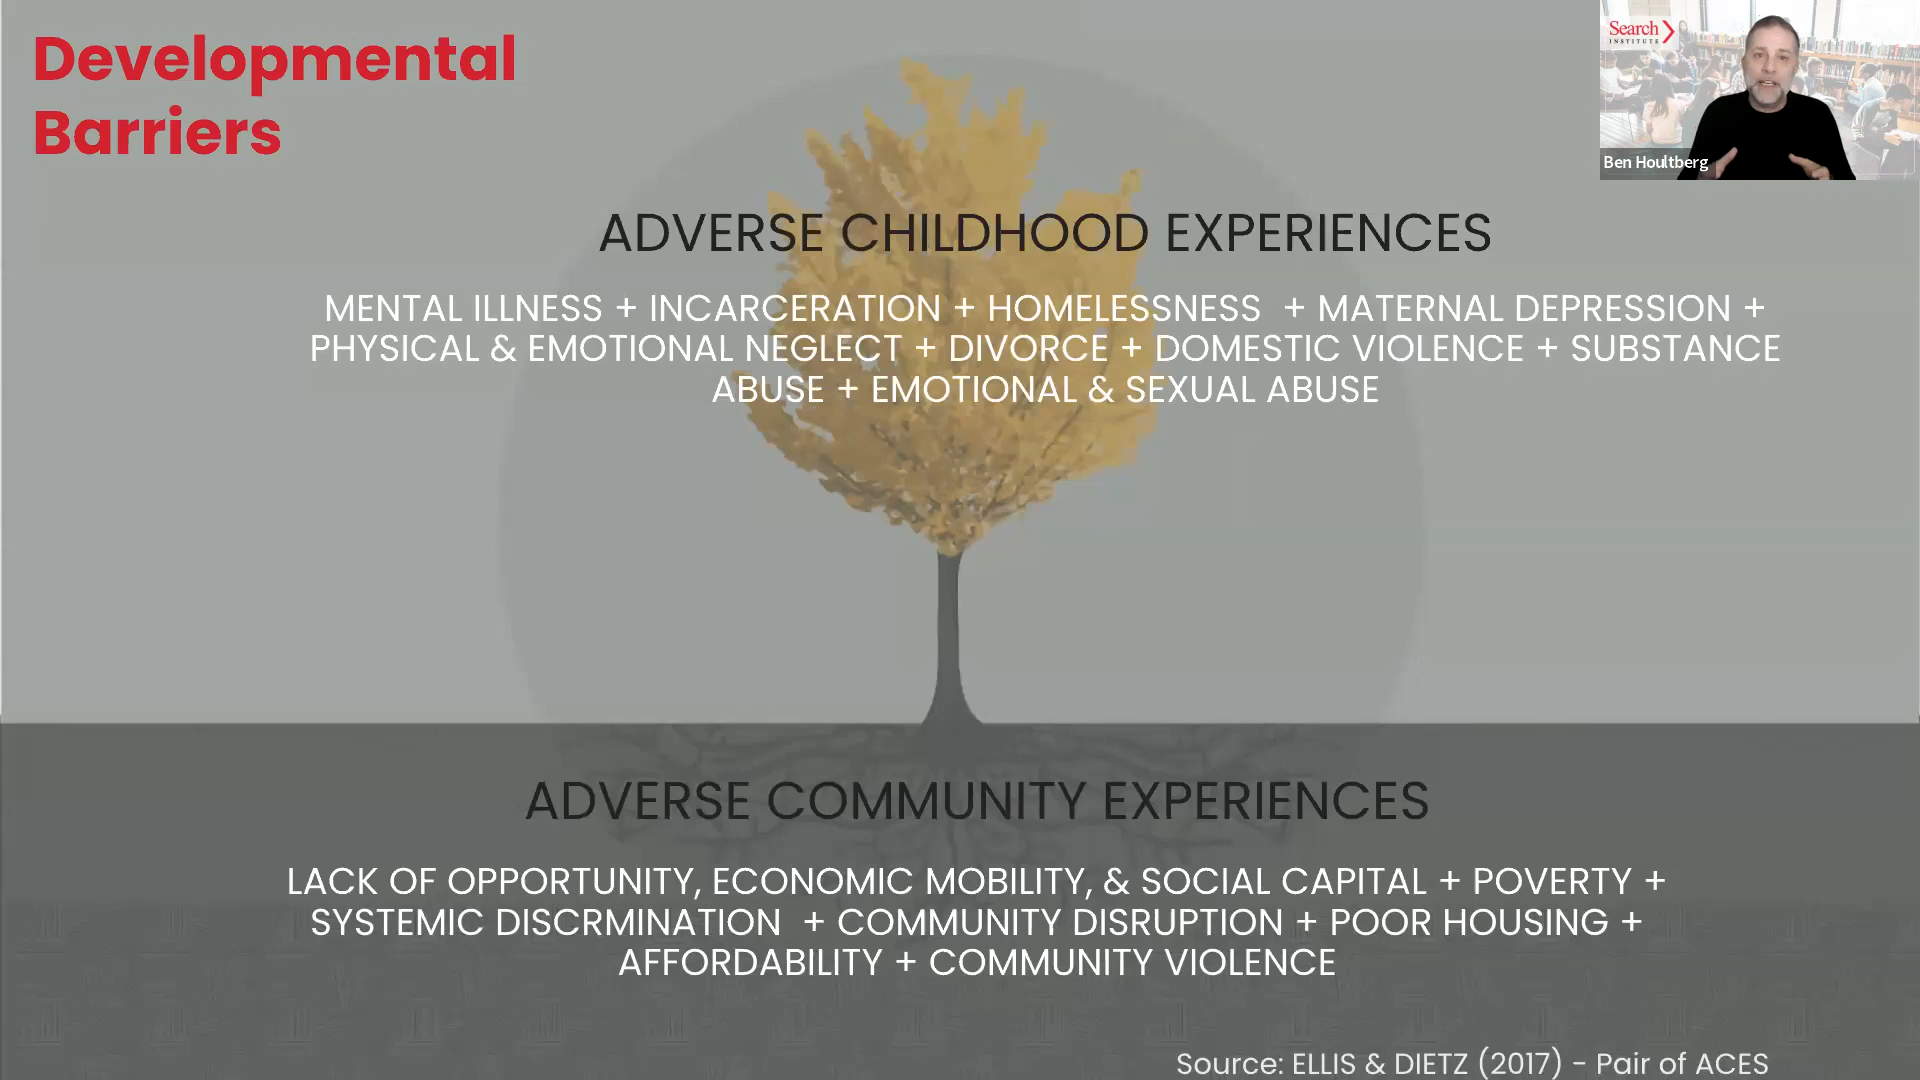 Developmental
Barriers
Search
INSTITUTE
Ben Houltberg
ADVERSE CHILDHOOD EXPERIENCES
MENTAL ILLNESS + INCARCERATION + HOMELESSNESS + MATERNAL DEPRESSION +
PHYSICAL & EMOTIONAL NEGLECT + DIVORCE + DOMESTIC VIOLENCE + SUBSTANCE
ABUSE + EMOTIONAL & SEXUAL ABUSE
ADVERSE COMMUNITY EXPERIENCES
LACK OF OPPORTUNITY, ECONOMIC MOBILITY, & SOCIAL CAPITAL + POVERTY +
SYSTEMIC DISCRMINATION + COMMUNITY DISRUPTION + POOR HOUSING +
AFFORDABILITY + COMMUNITY VIOLENCE
Source: ELLIS & DIETZ (2017) - Pair of ACES